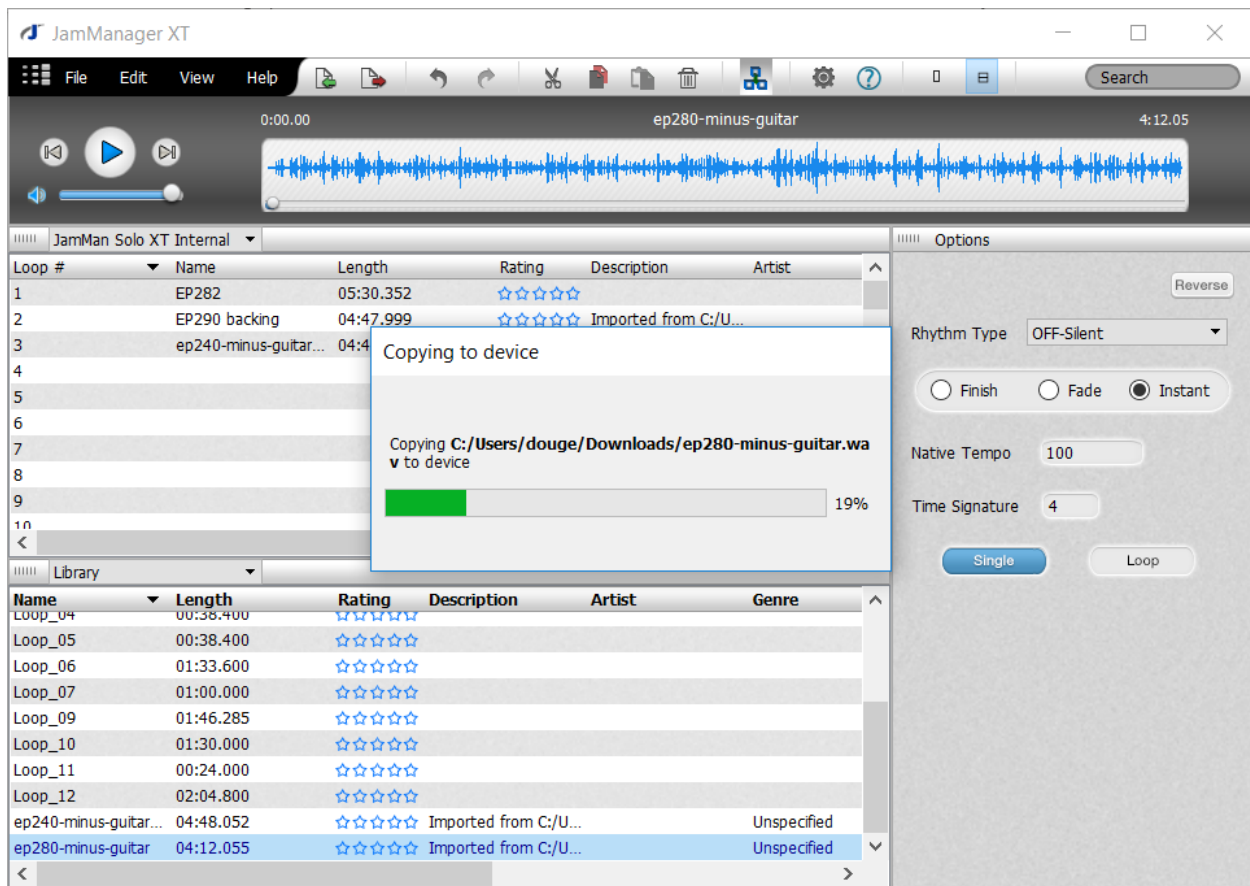 JamManager XT
File Edit View Help Search
0:00.00 ep280-minus-guitar 4:12.05
JamMan Solo XT Internal
Loop # Name Length Rating Description Artist
1 EP282 05:30.352
2 EP290 backing 04:47.999 Imported from C:/U...
3 ep240-minus-guitar... 04:4
4
5
6
7
8
9
10
Copying to device
Copying C:/Users/douge/Downloads/ep280-minus-guitar.wa
v to device
19%
Options
Reverse
Rhythm Type OFF-Silent
Finish Fade Instant
Native Tempo 100
Time Signature 4
Single Loop
Library
Name Length Rating Description Artist Genre
Loop_04 00:38.400
Loop_05 00:38.400
Loop_06 01:33.600
Loop_07 01:00.000
Loop_09 01:46.285
Loop_10 01:30.000
Loop_11 00:24.000
Loop_12 02:04.800
ep240-minus-guitar... 04:48.052 Imported from C:/U... Unspecified
ep280-minus-guitar 04:12.055 Imported from C:/U... Unspecified